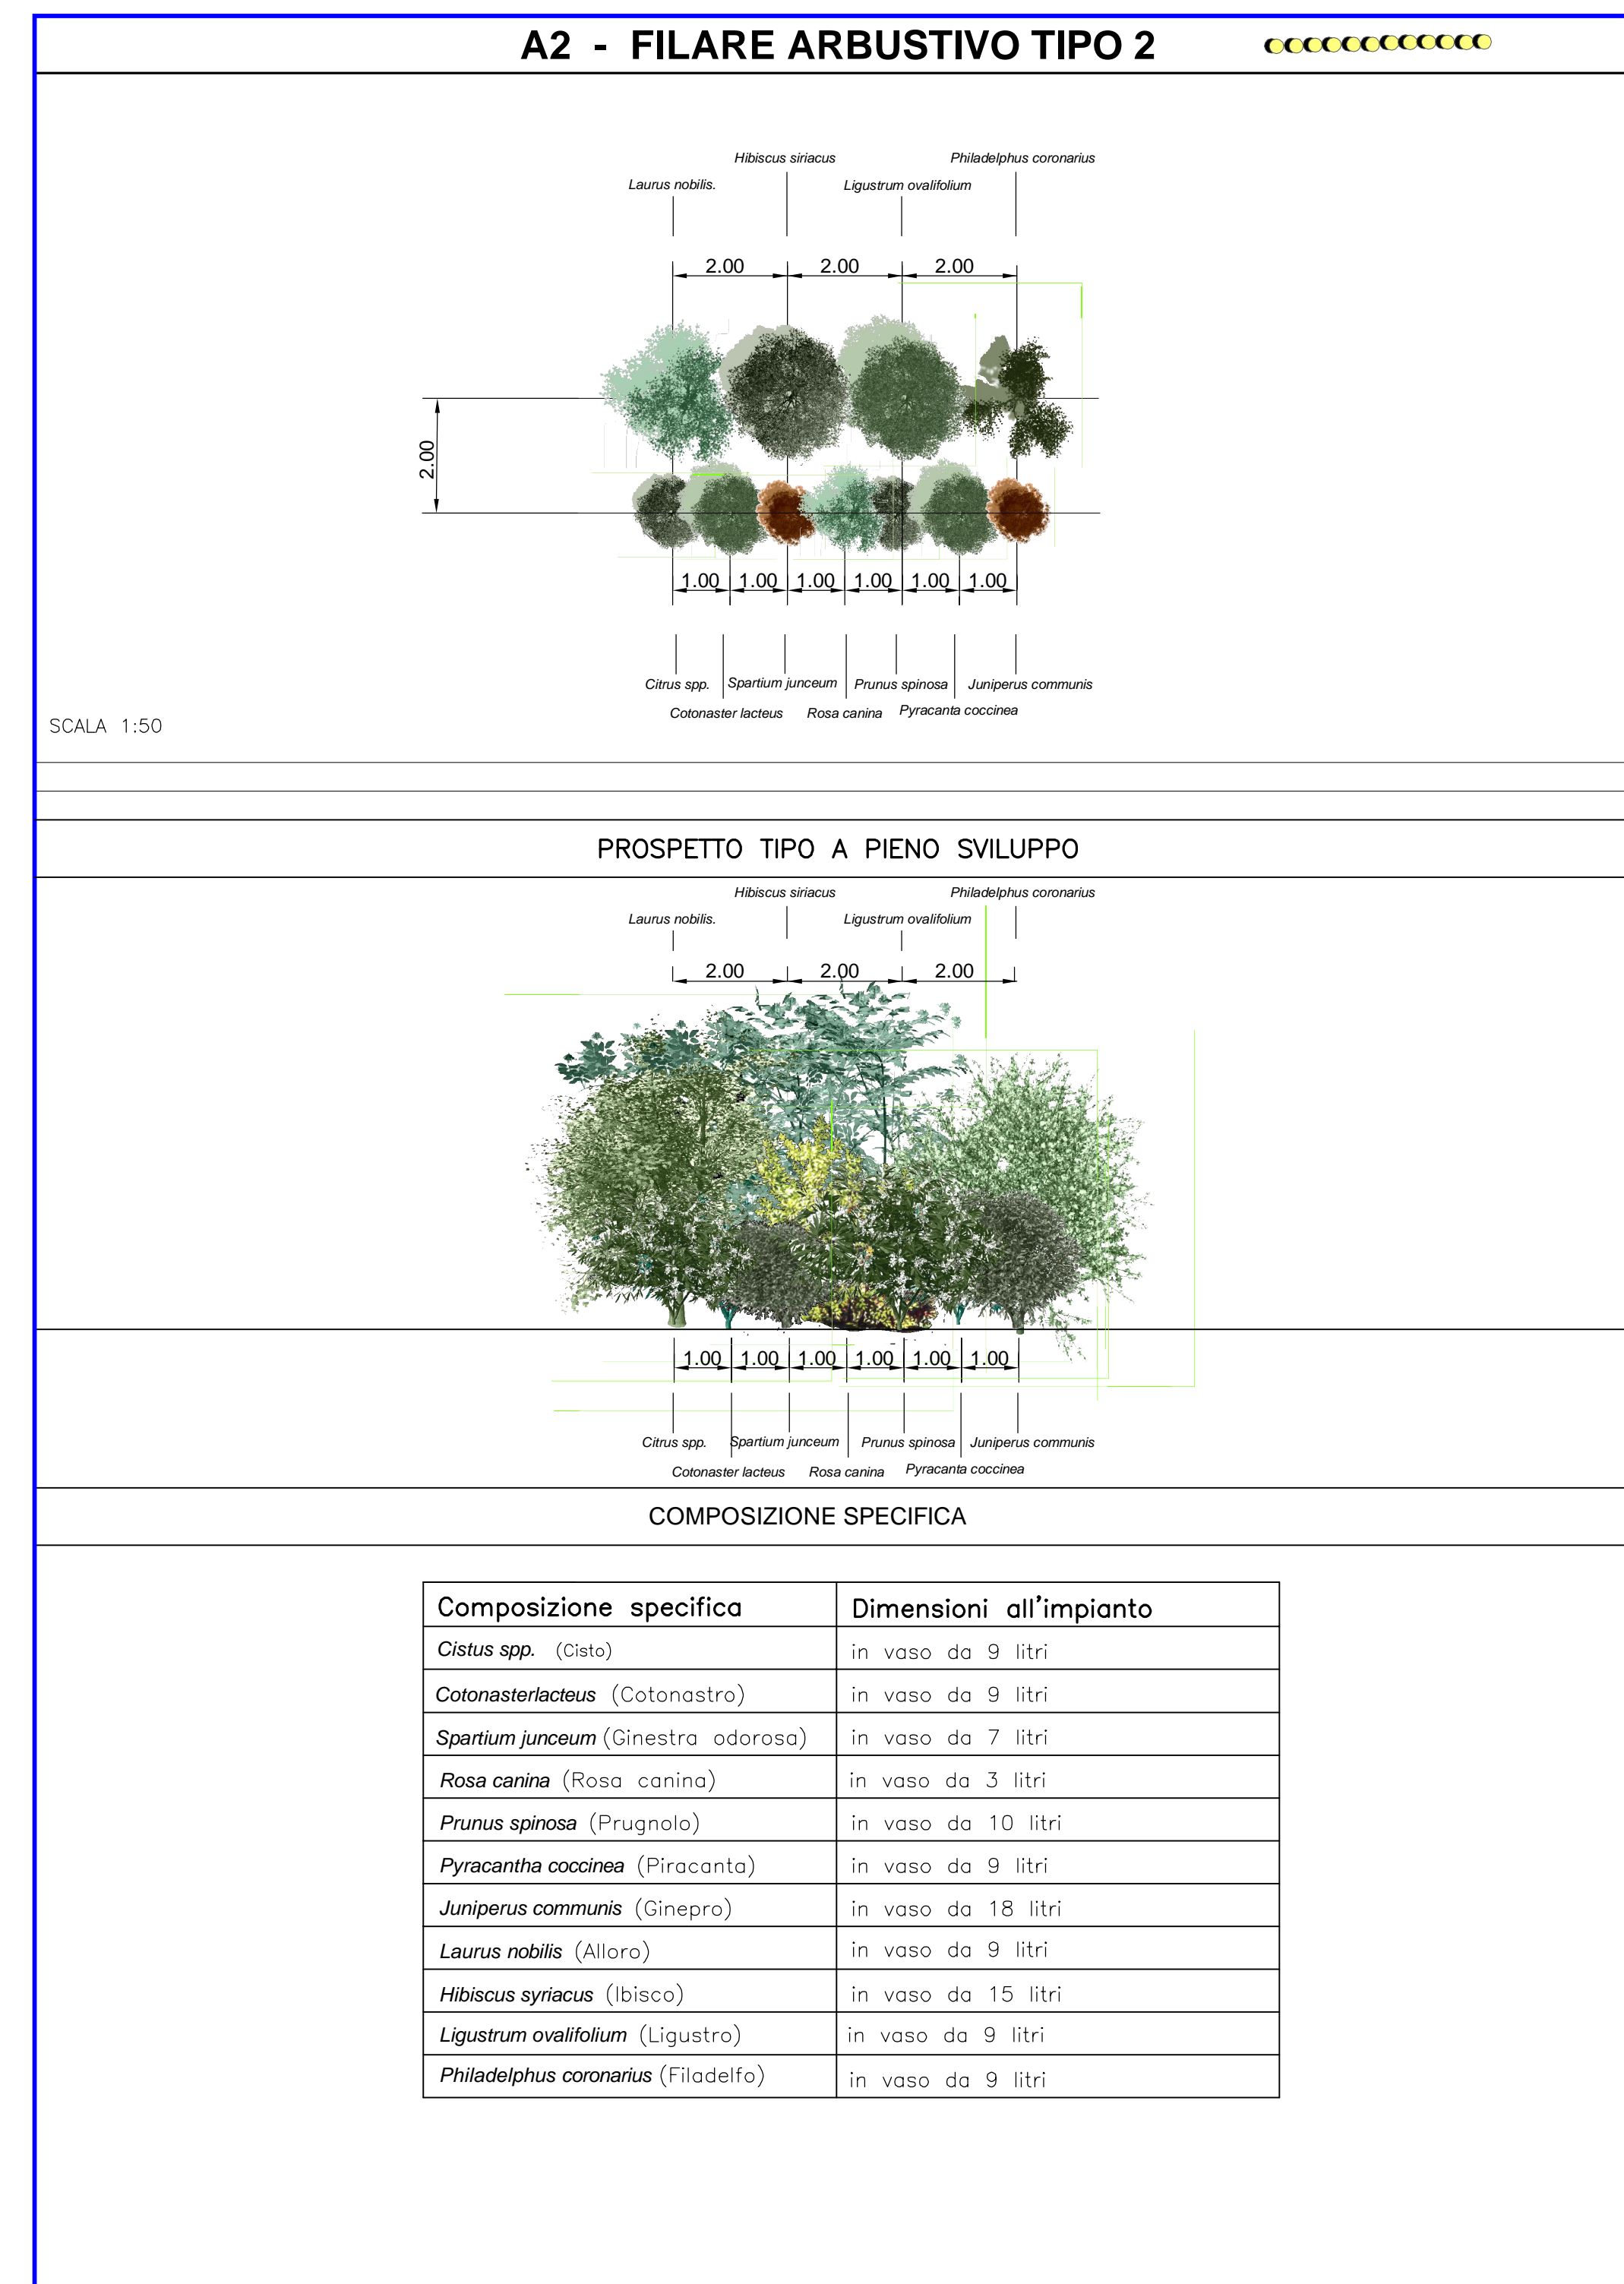 A2 - FILARE ARBUSTIVO TIPO 2
Hibiscus siriacus Philadelphus coronarius
Laurus nobilis. Ligustrum ovalifolium
2.00 2.00 2.00
2.00
1.00 1.00 1.00 1.00 1.00 1.00
Citrus spp. Spartium junceum Prunus spinosa Juniperus communis
Cotonaster lacteus Rosa canina Pyracanta coccinea
SCALA 1:50
PROSPETTO TIPO A PIENO SVILUPPO
Hibiscus siriacus Philadelphus coronarius
Laurus nobilis. Ligustrum ovalifolium
2.00 2.00 2.00
1.00 1.00 1.00 1.00 1.00 1.00
Citrus spp. Spartium junceum Prunus spinosa Juniperus communis
Cotonaster lacteus Rosa canina Pyracanta coccinea
COMPOSIZIONE SPECIFICA
Composizione specifica Dimensioni all'impianto
Cistus spp. (Cisto) in vaso da 9 litri
Cotonasterlacteus (Cotonastro) in vaso da 9 litri
Spartium junceum (Ginestra odorosa) in vaso da 7 litri
Rosa canina (Rosa canina) in vaso da 3 litri
Prunus spinosa (Prugnolo) in vaso da 10 litri
Pyracantha coccinea (Piracanta) in vaso da 9 litri
Juniperus communis (Ginepro) in vaso da 18 litri
Laurus nobilis (Alloro) in vaso da 9 litri
Hibiscus syriacus (Ibisco) in vaso da 15 litri
Ligustrum ovalifolium (Ligustro) in vaso da 9 litri
Philadelphus coronarius (Filadelfo) in vaso da 9 litri